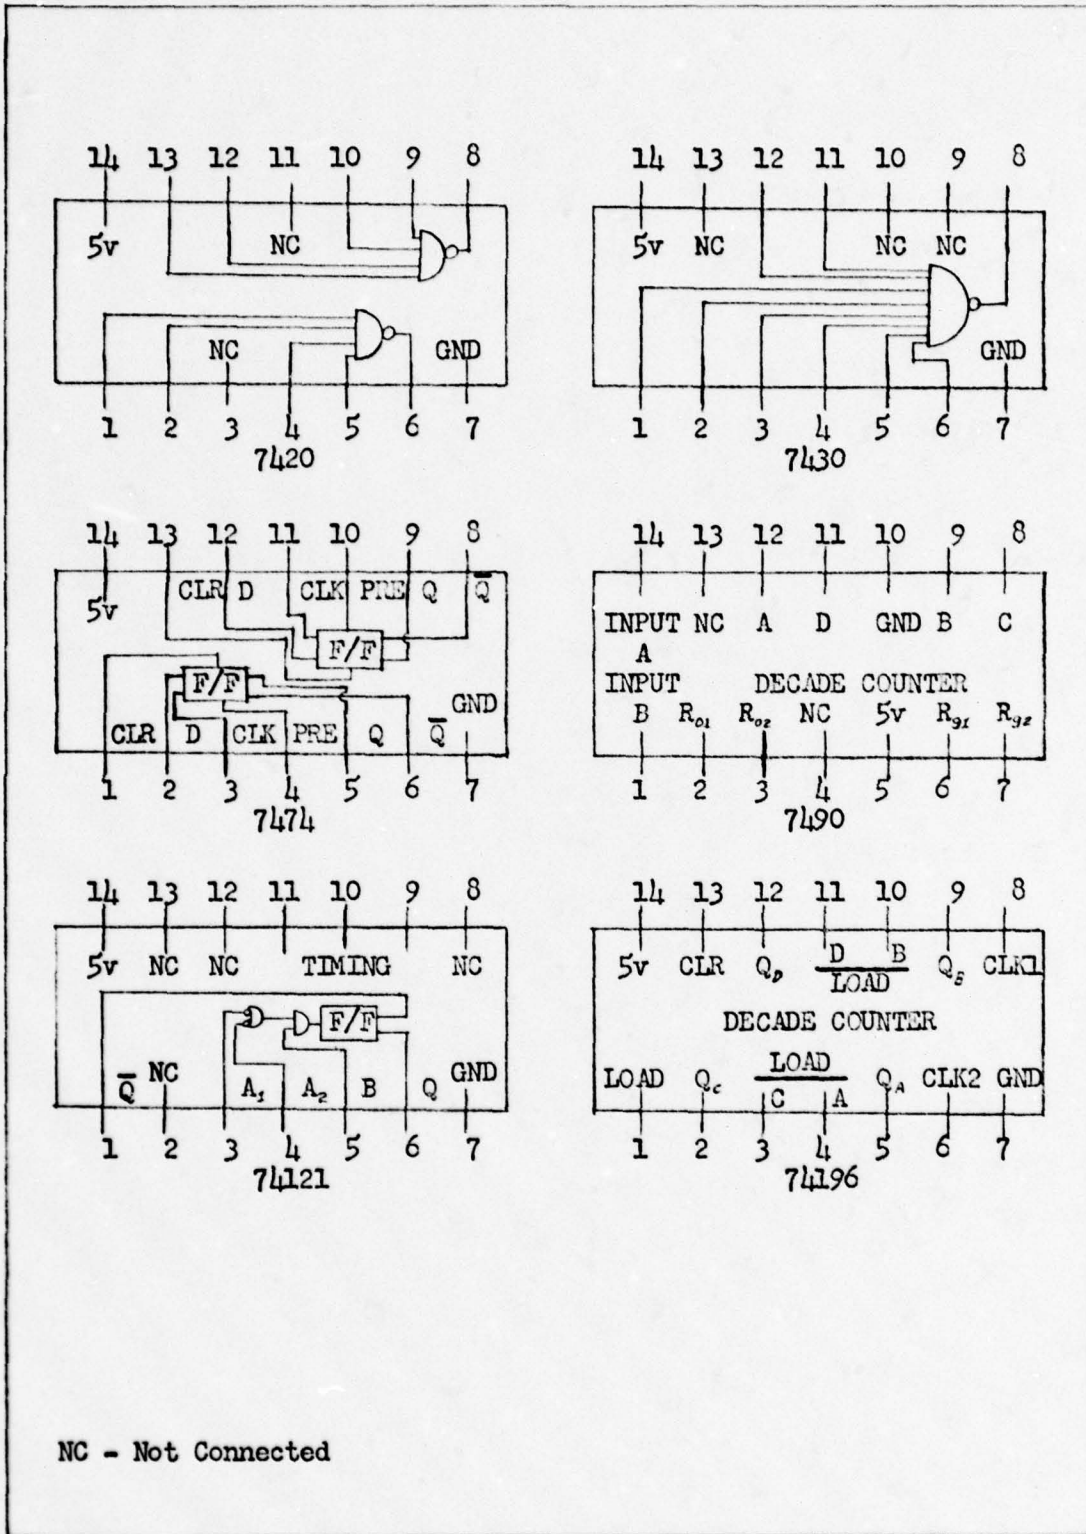 14 13 12 11 10 9 8
5v NC
NC GND
1 2 3 4 5 6 7
7420
14 13 12 11 10 9 8
5v NC NC NC
GND
1 2 3 4 5 6 7
7430
14 13 12 11 10 9 8
CLR D CLK PRE Q Q̅
5v
F/F
F/F
GND
CLR D CLK PRE Q Q̅
1 2 3 4 5 6 7
7474
14 13 12 11 10 9 8
INPUT NC A D GND B C
A
INPUT DECADE COUNTER
B R01 R02 NC 5v R91 R92
1 2 3 4 5 6 7
7490
14 13 12 11 10 9 8
5v NC NC TIMING NC
F/F
Q̅ NC A1 A2 B Q GND
1 2 3 4 5 6 7
74121
14 13 12 11 10 9 8
5v CLR QD D B QB CLK1
LOAD
DECADE COUNTER
LOAD
LOAD QC C A QA CLK2 GND
1 2 3 4 5 6 7
74196
NC - Not Connected